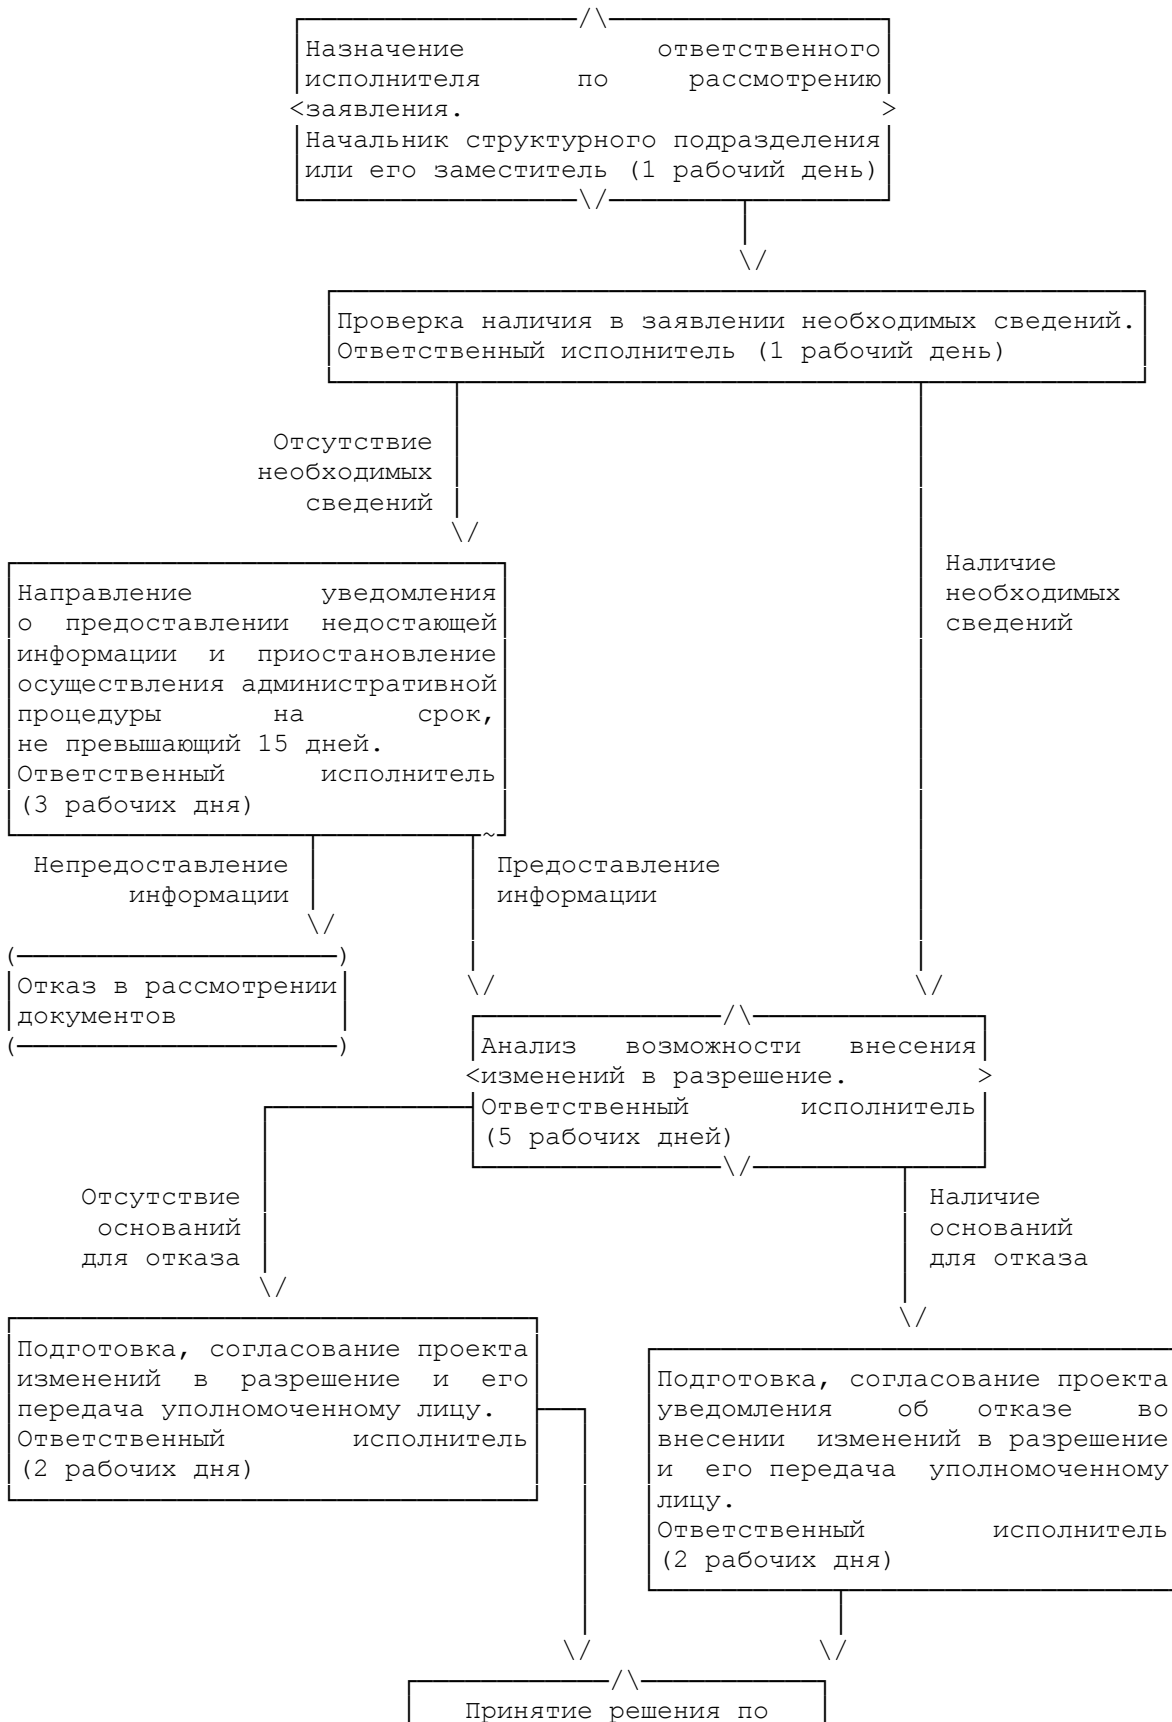 Назначение ответственного
исполнителя по рассмотрению
заявления.
Начальник структурного подразделения
или его заместитель (1 рабочий день)
Проверка наличия в заявлении необходимых сведений.
Ответственный исполнитель (1 рабочий день)
Отсутствие
необходимых
сведений
Наличие
необходимых
сведений
Направление уведомления
о предоставлении недостающей
информации и приостановление
осуществления административной
процедуры на срок,
не превышающий 15 дней.
Ответственный исполнитель
(3 рабочих дня)
Непредоставление
информации
Предоставление
информации
Отказ в рассмотрении
документов
Анализ возможности внесения
изменений в разрешение.
Ответственный исполнитель
(5 рабочих дней)
Отсутствие
оснований
для отказа
Наличие
оснований
для отказа
Подготовка, согласование проекта
изменений в разрешение и его
передача уполномоченному лицу.
Ответственный исполнитель
(2 рабочих дня)
Подготовка, согласование проекта
уведомления об отказе во
внесении изменений в разрешение
и его передача уполномоченному
лицу.
Ответственный исполнитель
(2 рабочих дня)
Принятие решения по